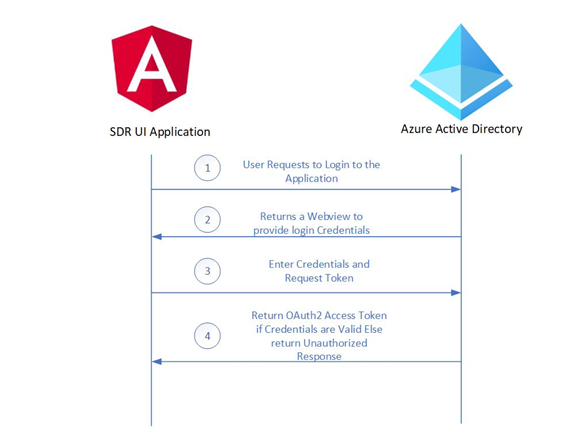 A
SDR UI Application
Azure Active Directory
1
User Requests to Login to the
Application
2
Returns a Webview to
provide login Credentials
3
Enter Credentials and
Request Token
4
Return OAuth2 Access Token
if Credentials are Valid Else
return Unauthorized
Response